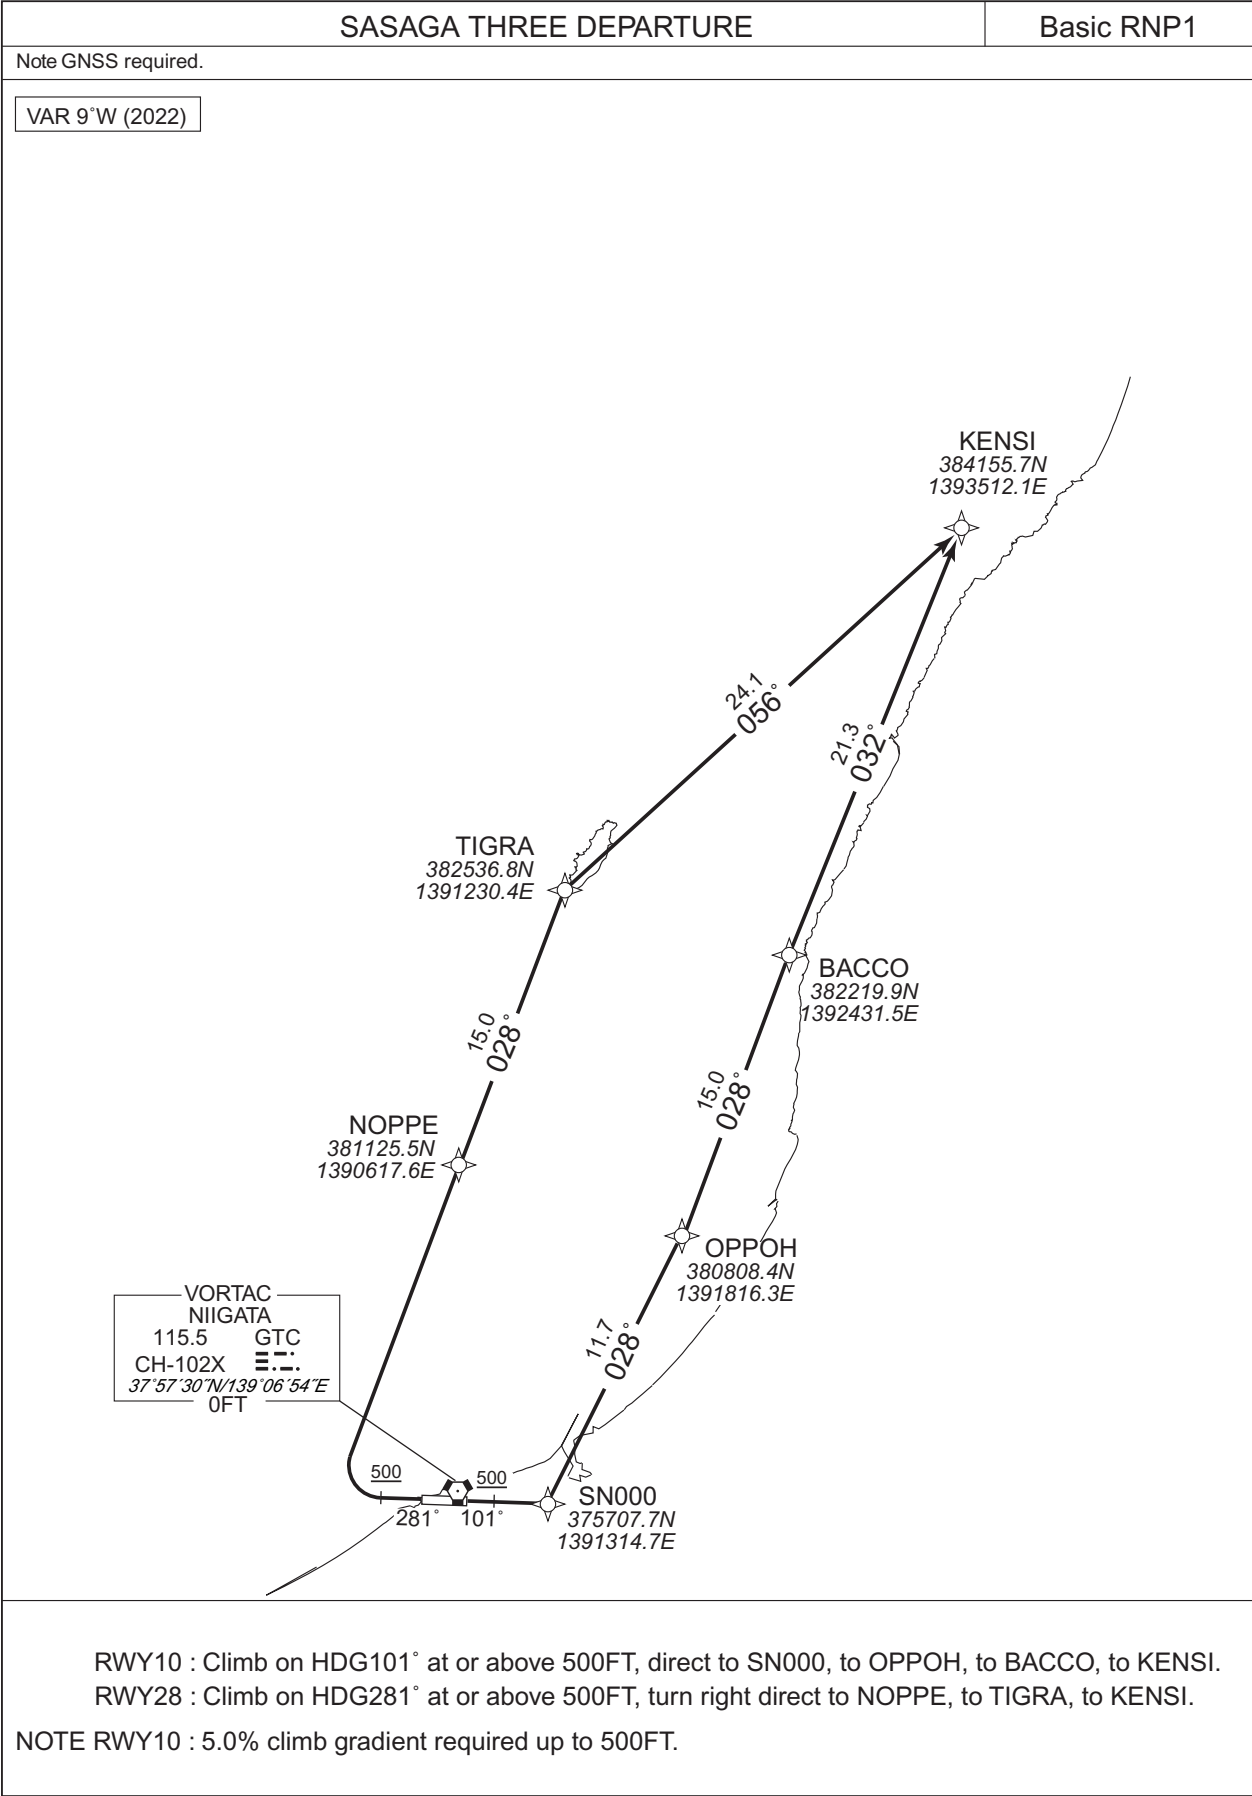 SASAGA THREE DEPARTURE
Basic RNP1
Note GNSS required.
VAR 9°W (2022)
KENSI
384155.7N
1393512.1E
24.1
056°
21.3
032°
TIGRA
382536.8N
1391230.4E
BACCO
382219.9N
1392431.5E
15.0
028°
15.0
028°
NOPPE
381125.5N
1390617.6E
OPPOH
380808.4N
1391816.3E
VORTAC
NIIGATA
115.5 GTC
CH-102X
37°57′30″N/139°06′54″E
0FT
11.7
028°
500
500
281°
101°
SN000
375707.7N
1391314.7E
RWY10 : Climb on HDG101° at or above 500FT, direct to SN000, to OPPOH, to BACCO, to KENSI.
RWY28 : Climb on HDG281° at or above 500FT, turn right direct to NOPPE, to TIGRA, to KENSI.
NOTE RWY10 : 5.0% climb gradient required up to 500FT.